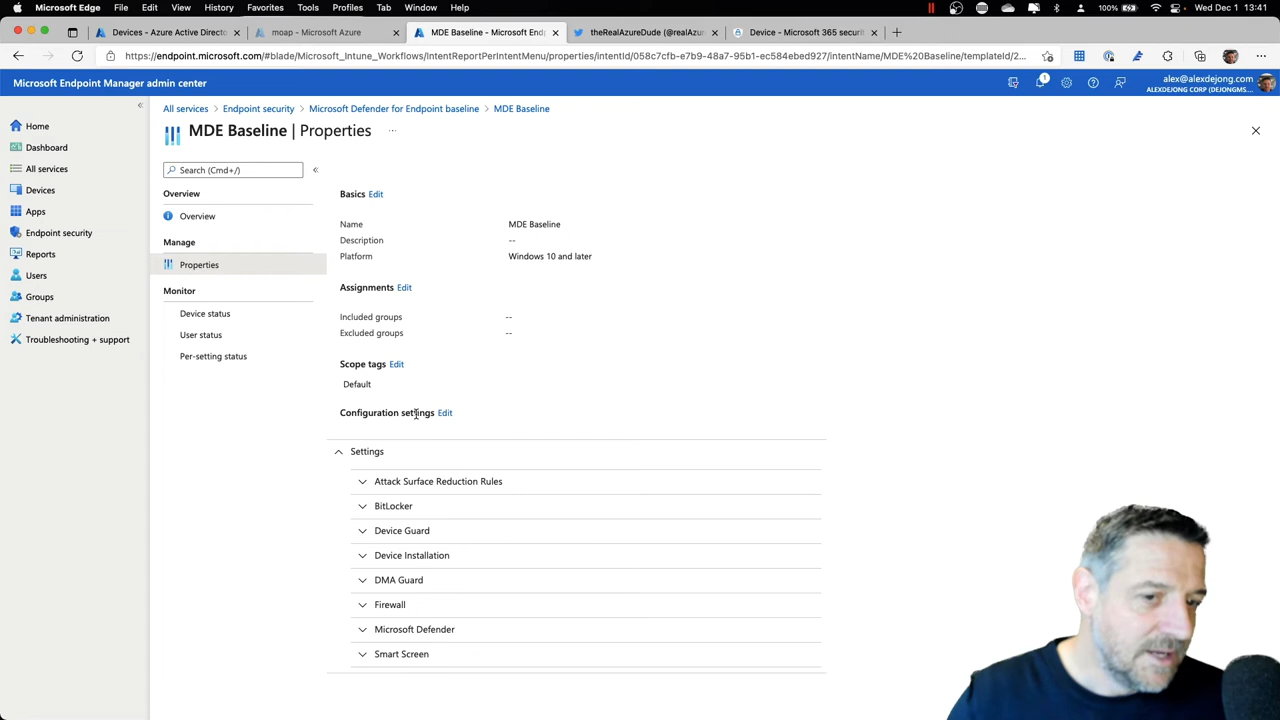 Microsoft Edge File Edit View History Favourites Tools Profiles Tab Window Help 100% Wed 1 Dec 13:41
Devices - Azure Active Directo
moap - Microsoft Azure
MDE Baseline - Microsoft Endp
theRealAzureDude (@realAzur
Device - Microsoft 365 securit
https://endpoint.microsoft.com/#blade/Microsoft_Intune_Workflows/IntentReportPerIntentMenu/properties/intentId/058c7cfb-e7b9-48a7-95b1-ec584ebed927/intentName/MDE%20Baseline/templateId/2...
Microsoft Endpoint Manager admin center
1
alex@alexdejong.com
ALEXDEJONG CORP (DEJONGMS...
Home
Dashboard
All services
Devices
Apps
Endpoint security
Reports
Users
Groups
Tenant administration
Troubleshooting + support
All services > Endpoint security > Microsoft Defender for Endpoint baseline > MDE Baseline
MDE Baseline | Properties ...
Search (Cmd+/)
Overview
Overview
Manage
Properties
Monitor
Device status
User status
Per-setting status
Basics Edit
Name MDE Baseline
Description --
Platform Windows 10 and later
Assignments Edit
Included groups --
Excluded groups --
Scope tags Edit
Default
Configuration settings Edit
Settings
Attack Surface Reduction Rules
BitLocker
Device Guard
Device Installation
DMA Guard
Firewall
Microsoft Defender
Smart Screen